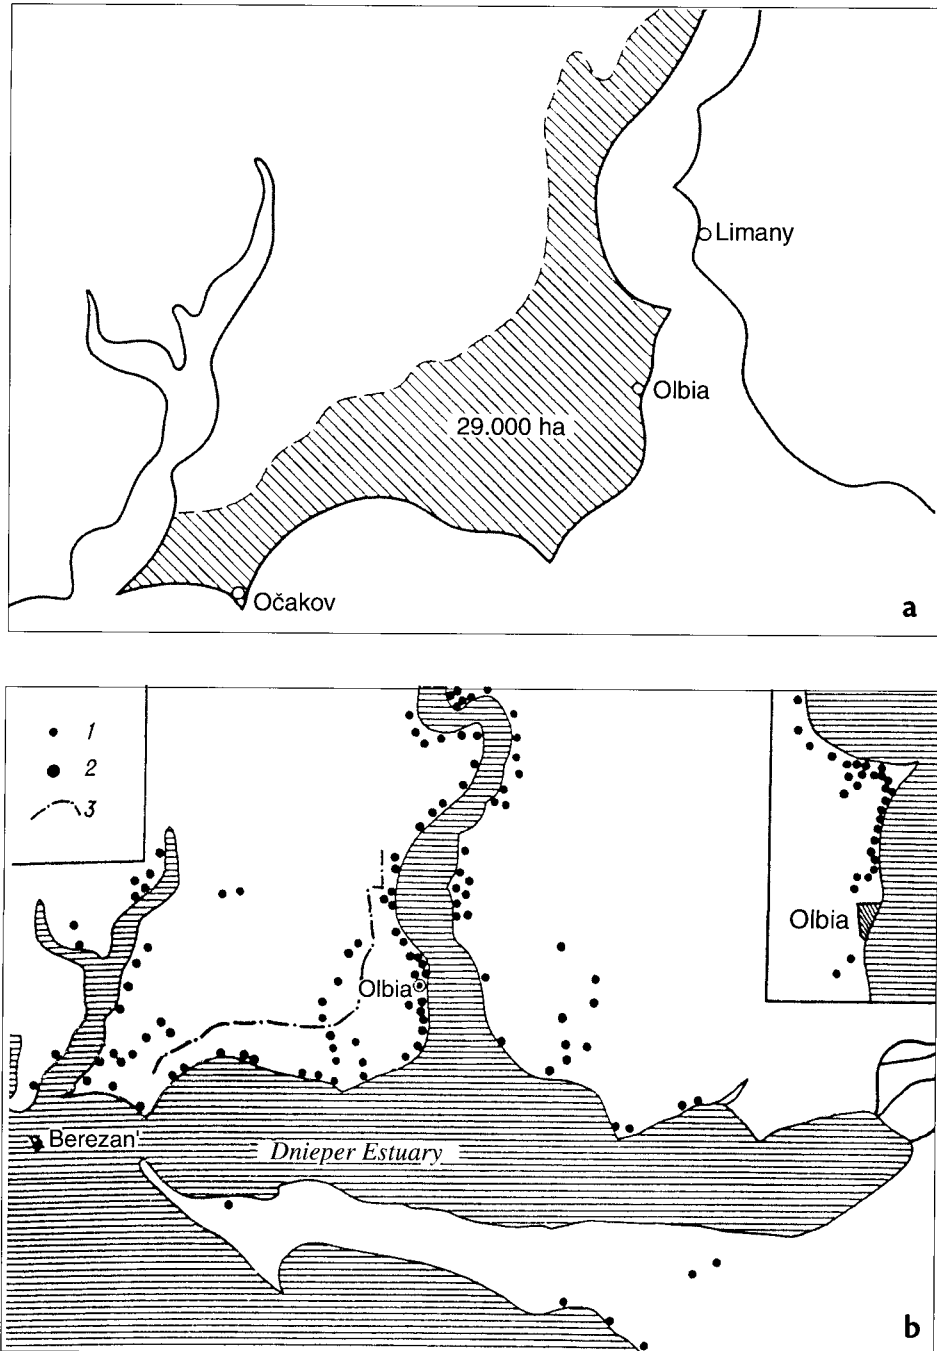 Limany
Olbia
29.000 ha
Očakov
a
1
2
3
Olbia
Olbia
Berezan'
Dnieper Estuary
b